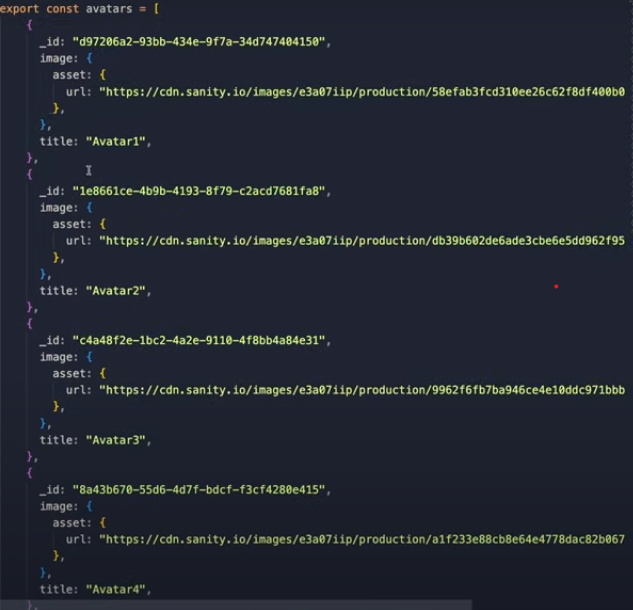 export const avatars = [
{
_id: "d97206a2-93bb-434e-9f7a-34d747404150",
image: {
asset: {
url: "https://cdn.sanity.io/images/e3a07iip/production/58efab3fcd310ee26c62f8df400b0
},
},
title: "Avatar1",
},
{
_id: "1e8661ce-4b9b-4193-8f79-c2acd7681fa8",
image: {
asset: {
url: "https://cdn.sanity.io/images/e3a07iip/production/db39b602de6ade3cbe6e5dd962f95
},
},
title: "Avatar2",
},
{
_id: "c4a48f2e-1bc2-4a2e-9110-4f8bb4a84e31",
image: {
asset: {
url: "https://cdn.sanity.io/images/e3a07iip/production/9962f6fb7ba946ce4e10ddc971bbb
},
},
title: "Avatar3",
},
{
_id: "8a43b670-55d6-4d7f-bdcf-f3cf4280e415",
image: {
asset: {
url: "https://cdn.sanity.io/images/e3a07iip/production/a1f233e88cb8e64e4778dac82b067
},
},
title: "Avatar4",
},